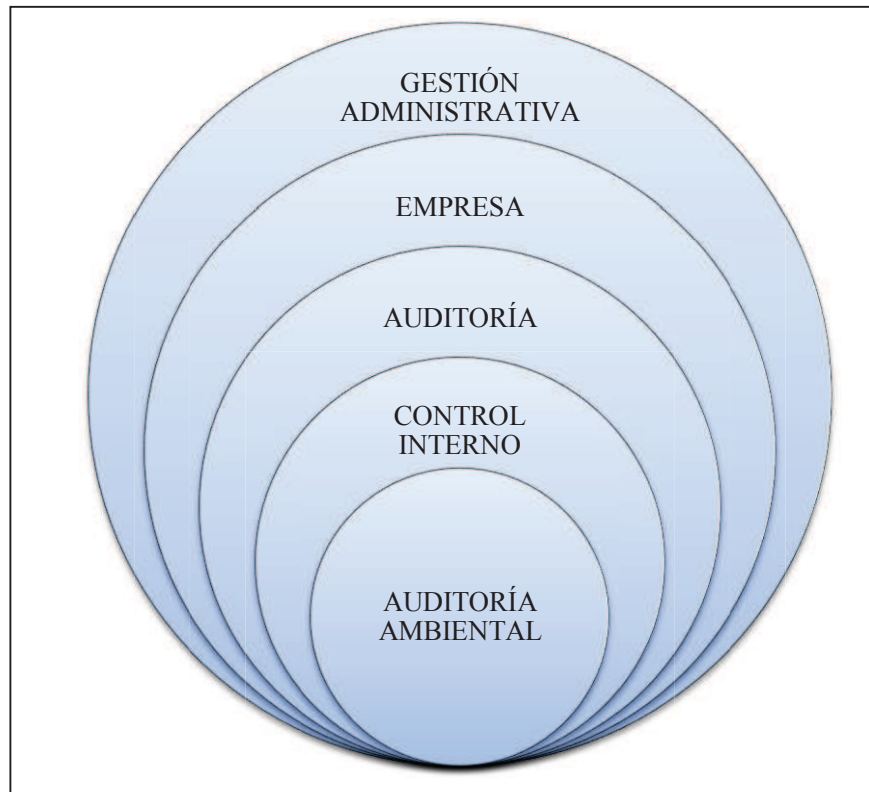 GESTIÓN
ADMINISTRATIVA
EMPRESA
AUDITORÍA
CONTROL
INTERNO
AUDITORÍA
AMBIENTAL